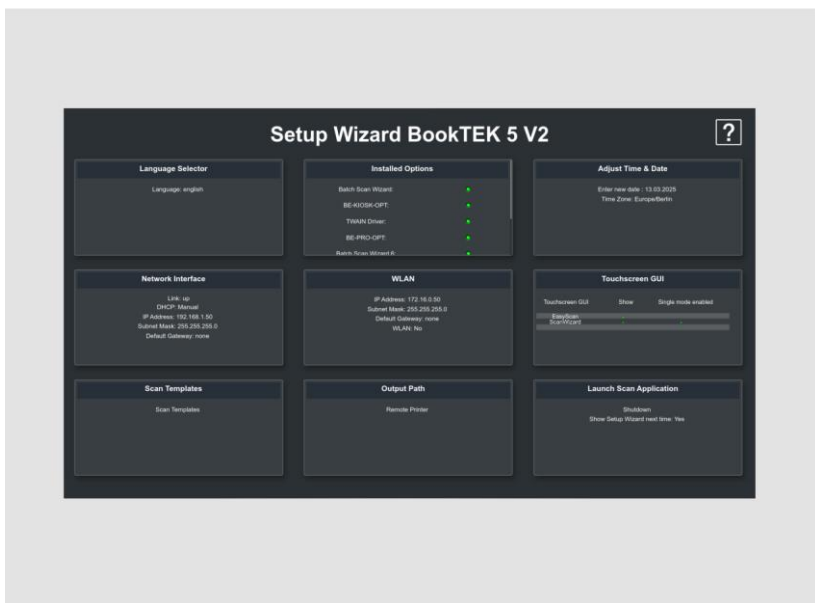 Setup Wizard BookTEK 5 V2
?
Language Selector
Language: english
Installed Options
Batch Scan Wizard:
BE-KIOSK-OPT:
TWAIN Driver:
BE-PRO-OPT:
Batch Scan Wizard 6:
Adjust Time & Date
Enter new date : 13.03.2025
Time Zone: Europe/Berlin
Network Interface
Link: up
DHCP: Manual
IP Address: 192.168.1.50
Subnet Mask: 255.255.255.0
Default Gateway: none
WLAN
IP Address: 172.16.0.50
Subnet Mask: 255.255.255.0
Default Gateway: none
WLAN: No
Touchscreen GUI
Touchscreen GUI Show Single mode enabled
EasyScan
ScanWizard
Scan Templates
Scan Templates
Output Path
Remote Printer
Launch Scan Application
Shutdown
Show Setup Wizard next time: Yes